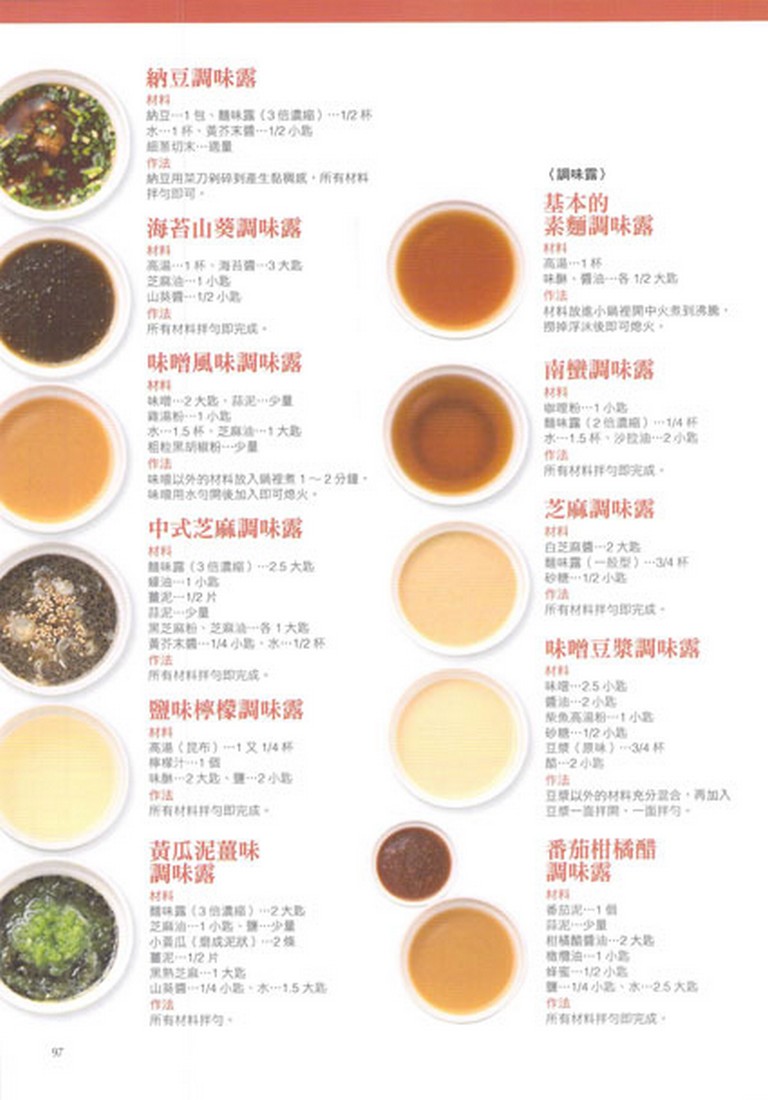 納豆調味露
材料
納豆…1 包、麵味露（3 倍濃縮）…1/2 杯
水…1 杯、黃芥末醬…1/2 小匙
細蔥切末…適量
作法
納豆用菜刀剁碎到產生黏稠感，所有材料
拌勻即可。
海苔山葵調味露
材料
高湯…1 杯、海苔醬…3 大匙
芝麻油…1 小匙
山葵醬…1/2 小匙
作法
所有材料拌勻即完成。
味噌風味調味露
材料
味噌…2 大匙、蒜泥…少量
雞湯粉…1 小匙
水…1.5 杯、芝麻油…1 大匙
粗粒黑胡椒粉…少量
作法
味噌以外的材料放入鍋裡煮 1～2 分鐘，
味噌用水勻開後加入即可熄火。
中式芝麻調味露
材料
麵味露（3 倍濃縮）…2.5 大匙
蠔油…1 小匙
薑泥…1/2 片
蒜泥…少量
黑芝麻粉、芝麻油…各 1 大匙
黃芥末醬…1/4 小匙、水…1/2 杯
作法
所有材料拌勻即完成。
鹽味檸檬調味露
材料
高湯（昆布）…1 又 1/4 杯
檸檬汁…1 個
味醂…2 大匙、鹽…2 小匙
作法
所有材料拌勻即完成。
黃瓜泥薑味
調味露
材料
麵味露（3 倍濃縮）…2 大匙
芝麻油…1 小匙、鹽…少量
小黃瓜（磨成泥狀）…2 條
薑泥…1/2 片
黑熟芝麻…1 大匙
山葵醬…1/4 小匙、水…1.5 大匙
作法
所有材料拌勻。
〈調味露〉
基本的
素麵調味露
材料
高湯…1 杯
味醂、醬油…各 1/2 大匙
作法
材料放進小鍋裡開中火煮到沸騰，
撈掉浮沫後即可熄火。
南蠻調味露
材料
咖哩粉…1 小匙
麵味露（2 倍濃縮）…1/4 杯
水…1.5 杯、沙拉油…2 小匙
作法
所有材料拌勻即完成。
芝麻調味露
材料
白芝麻醬…2 大匙
麵味露（一般型）…3/4 杯
砂糖…1/2 小匙
作法
所有材料拌勻即完成。
味噌豆漿調味露
材料
味噌…2.5 小匙
醬油…2 小匙
柴魚高湯粉…1 小匙
砂糖…1/2 小匙
豆漿（原味）…3/4 杯
醋…2 小匙
作法
豆漿以外的材料充分混合，再加入
豆漿一面拌開、一面拌勻。
番茄柑橘醋
調味露
材料
番茄泥…1 個
蒜泥…少量
柑橘醋醬油…2 大匙
橄欖油…1 小匙
蜂蜜…1/2 小匙
鹽…1/4 小匙、水…2.5 大匙
作法
所有材料拌勻即完成。
97